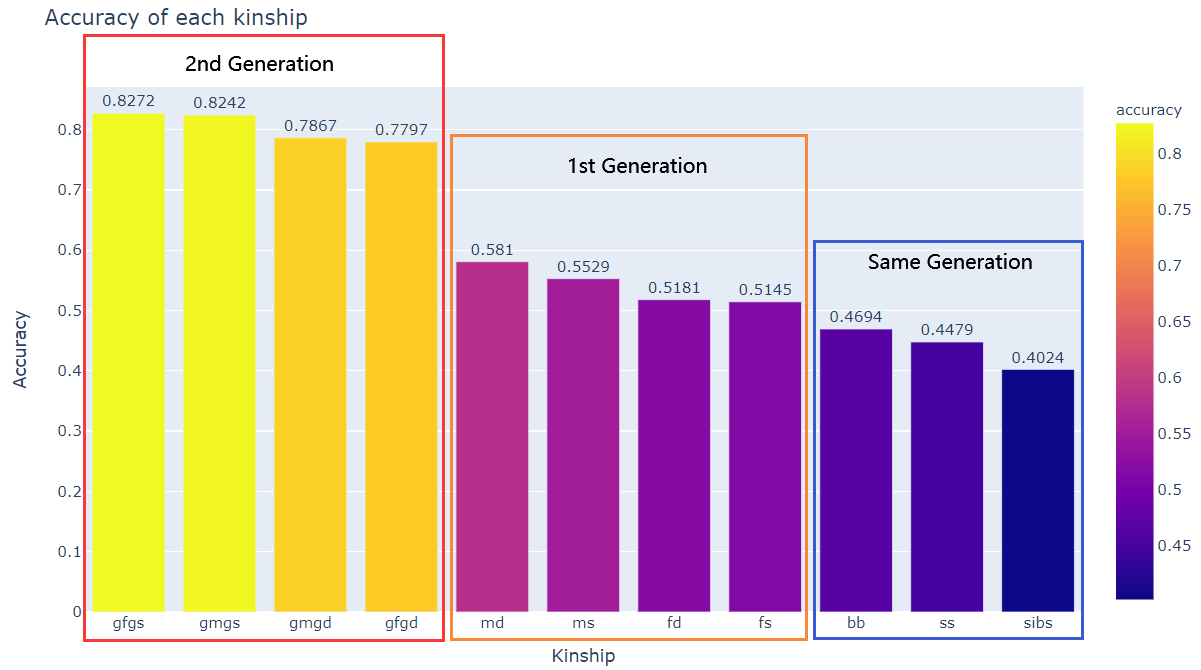 Accuracy of each kinship
2nd Generation
1st Generation
Same Generation
0.8272
0.8242
0.7867
0.7797
0.581
0.5529
0.5181
0.5145
0.4694
0.4479
0.4024
Accuracy
0.8
0.7
0.6
0.5
0.4
0.3
0.2
0.1
0
gfgs
gmgs
gmgd
gfgd
md
ms
fd
fs
bb
ss
sibs
Kinship
accuracy
0.8
0.75
0.7
0.65
0.6
0.55
0.5
0.45